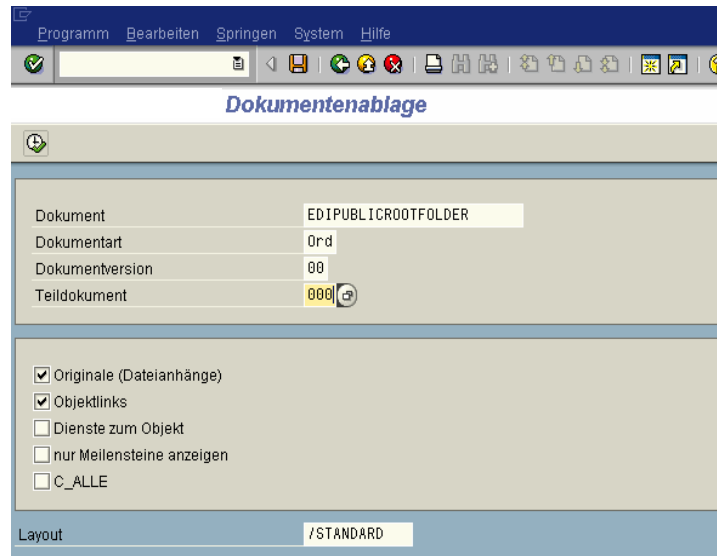 Programm Bearbeiten Springen System Hilfe
Dokumentenablage
Dokument EDIPUBLICROOTFOLDER
Dokumentart Ord
Dokumentversion 00
Teildokument 000
Originale (Dateianhänge)
Objektlinks
Dienste zum Objekt
nur Meilensteine anzeigen
C_ALLE
Layout /STANDARD